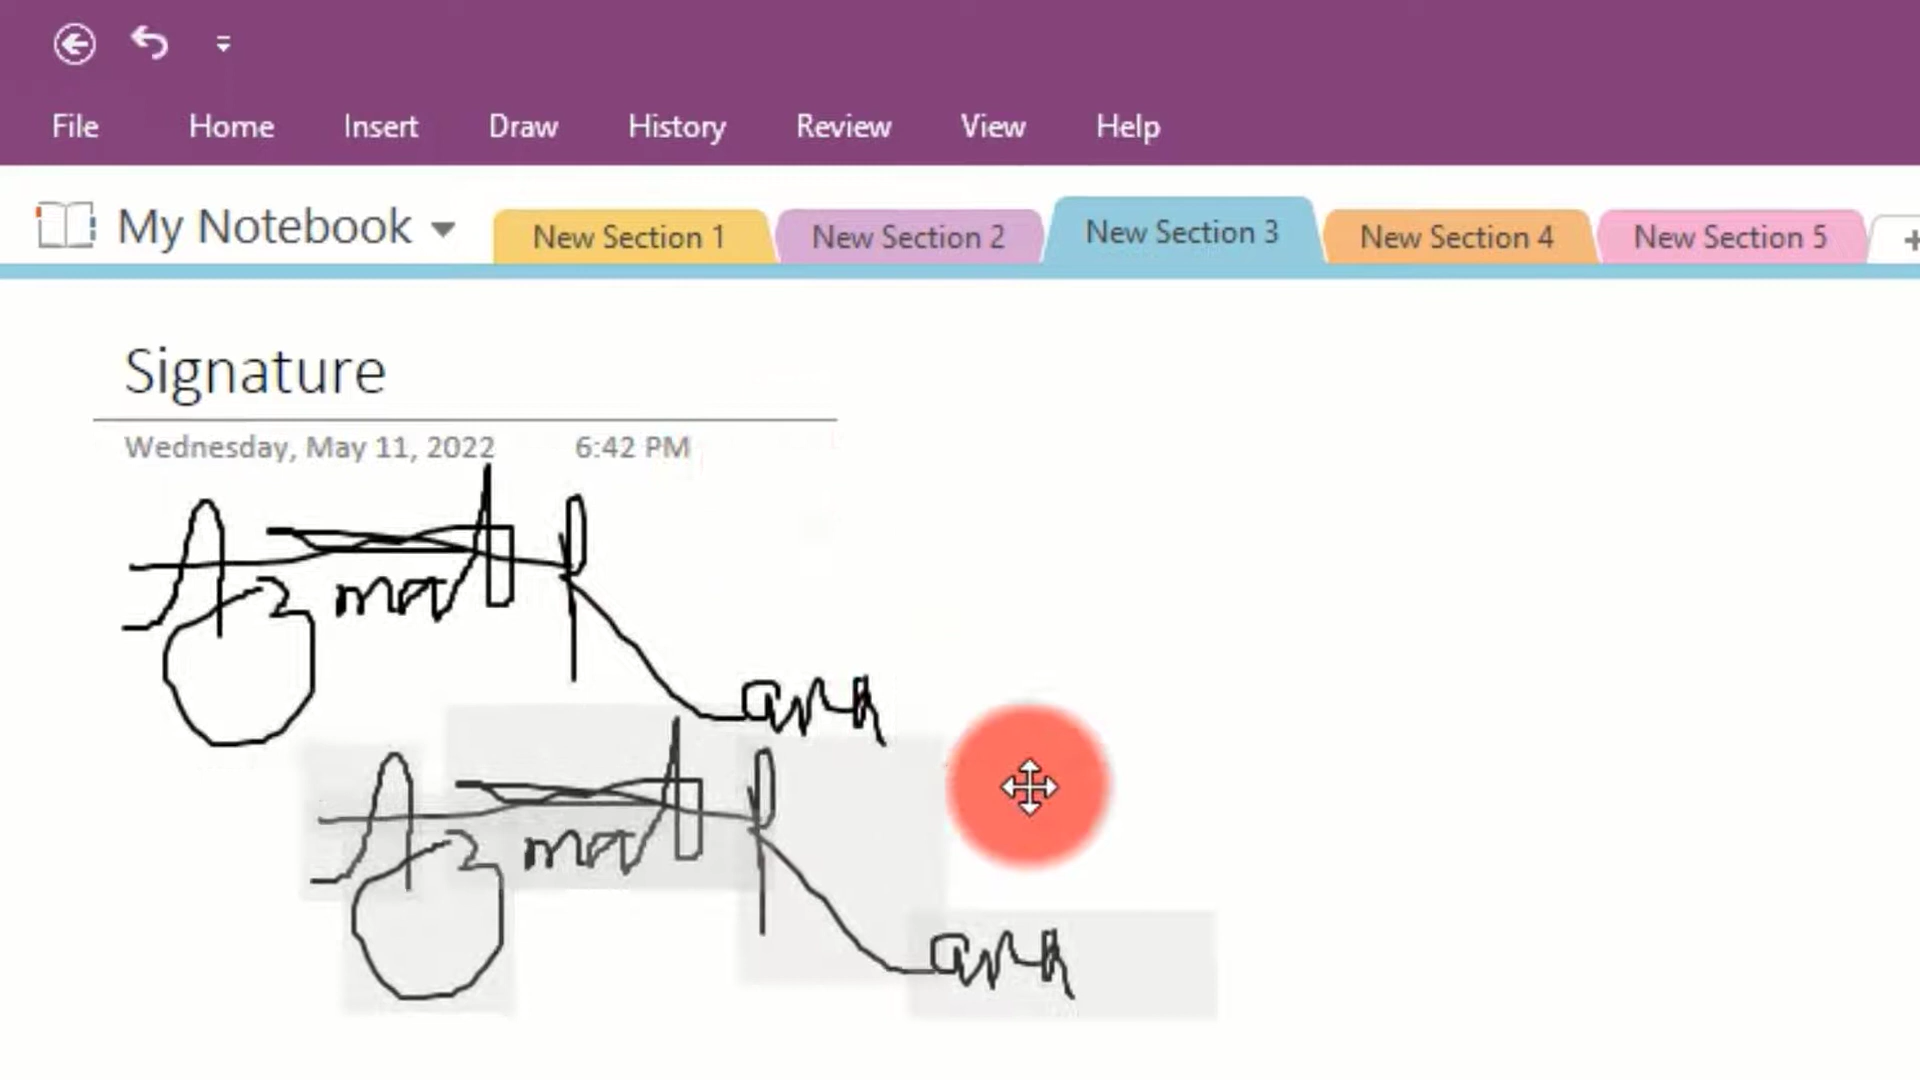 File Home Insert Draw History Review View Help
My Notebook New Section 1 New Section 2 New Section 3 New Section 4 New Section 5 +
Signature
Wednesday, May 11, 2022 6:42 PM